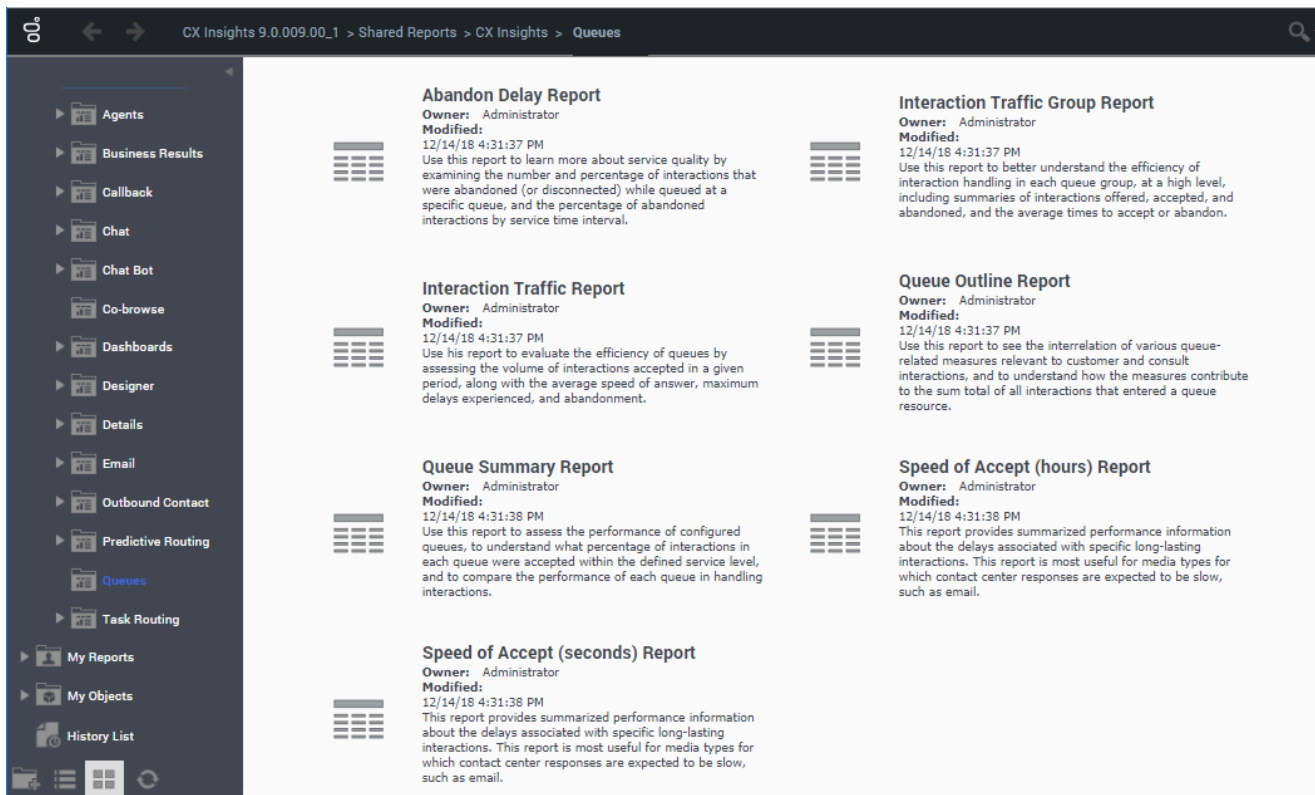 CX Insights 9.0.009.00_1 > Shared Reports > CX Insights > Queues
Agents
Business Results
Callback
Chat
Chat Bot
Co-browse
Dashboards
Designer
Details
Email
Outbound Contact
Predictive Routing
Queues
Task Routing
My Reports
My Objects
History List
Abandon Delay Report
Owner: Administrator
Modified:
12/14/18 4:31:37 PM
Use this report to learn more about service quality by
examining the number and percentage of interactions that
were abandoned (or disconnected) while queued at a
specific queue, and the percentage of abandoned
interactions by service time interval.
Interaction Traffic Group Report
Owner: Administrator
Modified:
12/14/18 4:31:37 PM
Use this report to better understand the efficiency of
interaction handling in each queue group, at a high level,
including summaries of interactions offered, accepted, and
abandoned, and the average times to accept or abandon.
Interaction Traffic Report
Owner: Administrator
Modified:
12/14/18 4:31:37 PM
Use his report to evaluate the efficiency of queues by
assessing the volume of interactions accepted in a given
period, along with the average speed of answer, maximum
delays experienced, and abandonment.
Queue Outline Report
Owner: Administrator
Modified:
12/14/18 4:31:37 PM
Use this report to see the interrelation of various queue-
related measures relevant to customer and consult
interactions, and to understand how the measures contribute
to the sum total of all interactions that entered a queue
resource.
Queue Summary Report
Owner: Administrator
Modified:
12/14/18 4:31:38 PM
Use this report to assess the performance of configured
queues, to understand what percentage of interactions in
each queue were accepted within the defined service level,
and to compare the performance of each queue in handling
interactions.
Speed of Accept (hours) Report
Owner: Administrator
Modified:
12/14/18 4:31:38 PM
This report provides summarized performance information
about the delays associated with specific long-lasting
interactions. This report is most useful for media types for
which contact center responses are expected to be slow,
such as email.
Speed of Accept (seconds) Report
Owner: Administrator
Modified:
12/14/18 4:31:38 PM
This report provides summarized performance information
about the delays associated with specific long-lasting
interactions. This report is most useful for media types for
which contact center responses are expected to be slow,
such as email.